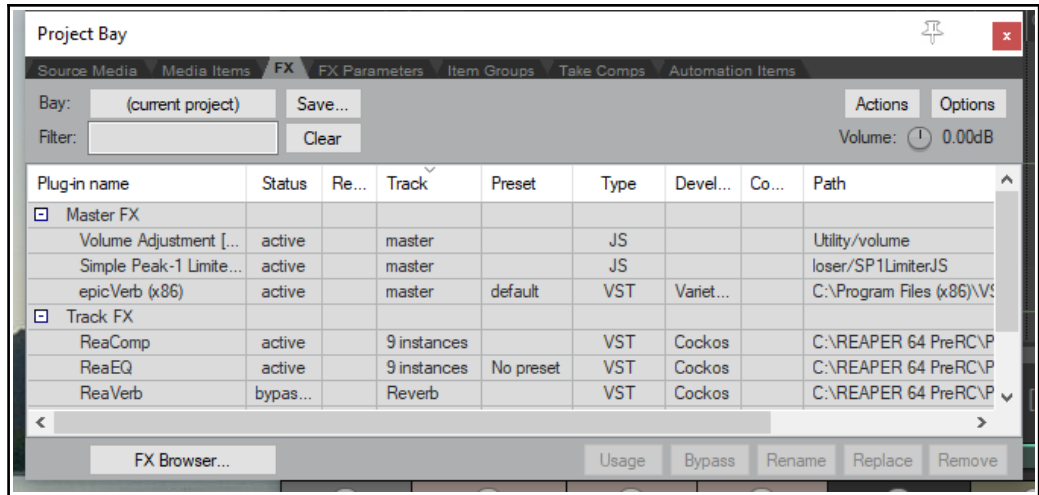 Project Bay
Source Media Media Items FX FX Parameters Item Groups Take Comps Automation Items
Bay: (current project) Save... Actions Options
Filter: Clear Volume: 0.00dB
Plug-in name Status Re... Track Preset Type Devel... Co... Path
Master FX
Volume Adjustment [... active master JS Utility/volume
Simple Peak-1 Limite... active master JS loser/SP1LimiterJS
epicVerb (x86) active master default VST Variet... C:\Program Files (x86)\VS
Track FX
ReaComp active 9 instances VST Cockos C:\REAPER 64 PreRC\P
ReaEQ active 9 instances No preset VST Cockos C:\REAPER 64 PreRC\P
ReaVerb bypas... Reverb VST Cockos C:\REAPER 64 PreRC\P
FX Browser... Usage Bypass Rename Replace Remove